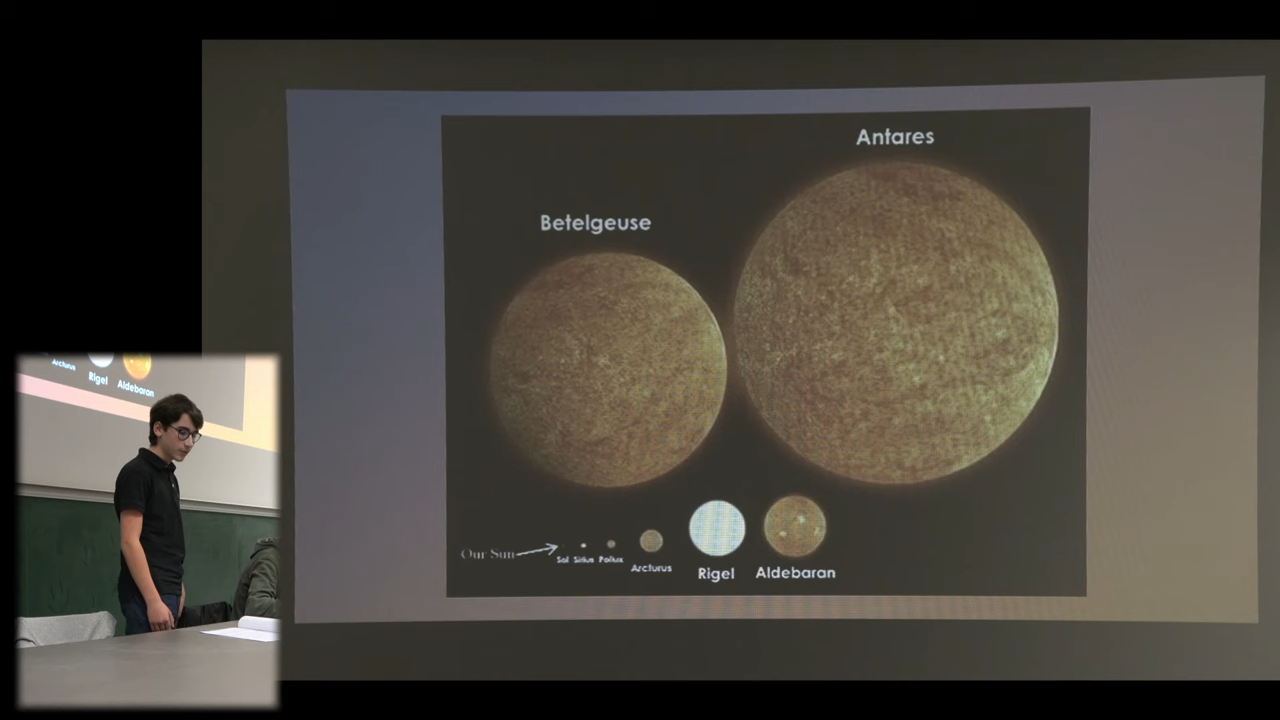 Antares
Betelgeuse
Our Sun
Sol Sirius Pollux
Arcturus
Rigel
Aldebaran
Arcturus
Rigel
Aldebaran